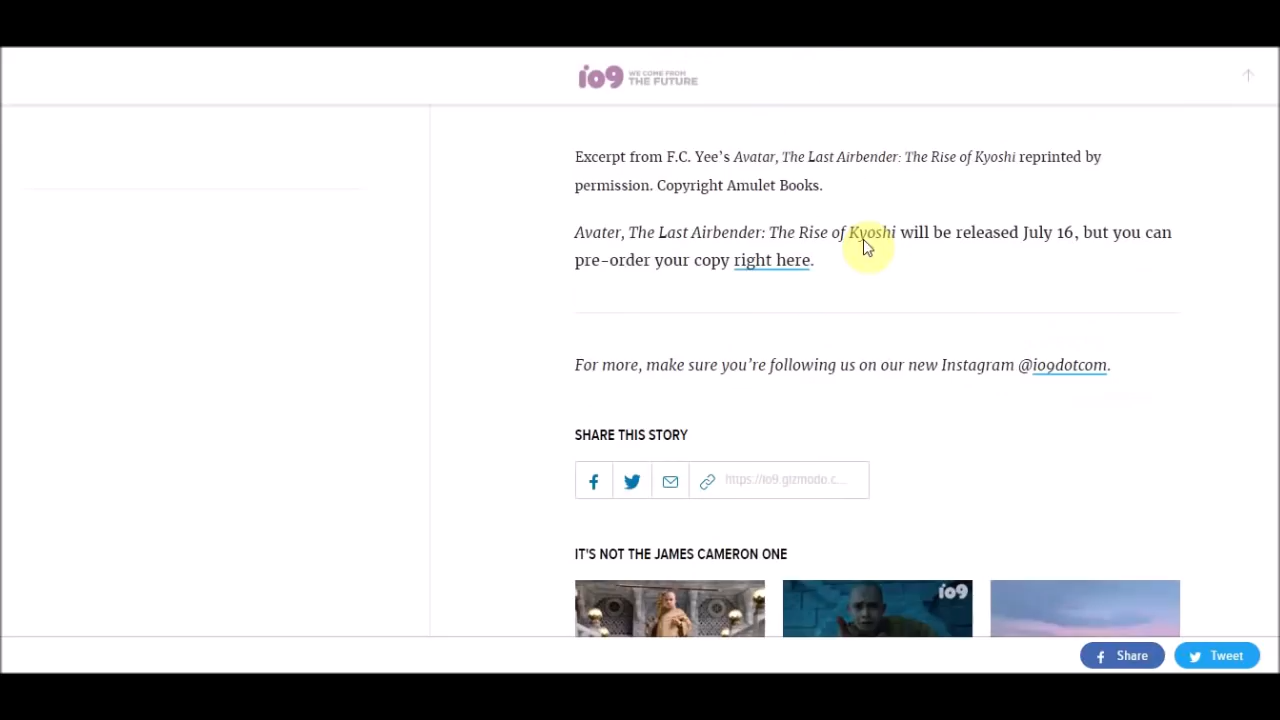 io9 WE COME FROM
THE FUTURE
Excerpt from F.C. Yee’s Avatar, The Last Airbender: The Rise of Kyoshi reprinted by
permission. Copyright Amulet Books.
Avater, The Last Airbender: The Rise of Kyoshi will be released July 16, but you can
pre-order your copy right here.
For more, make sure you’re following us on our new Instagram @io9dotcom.
SHARE THIS STORY
https://io9.gizmodo.c...
IT'S NOT THE JAMES CAMERON ONE
io9
Share Tweet